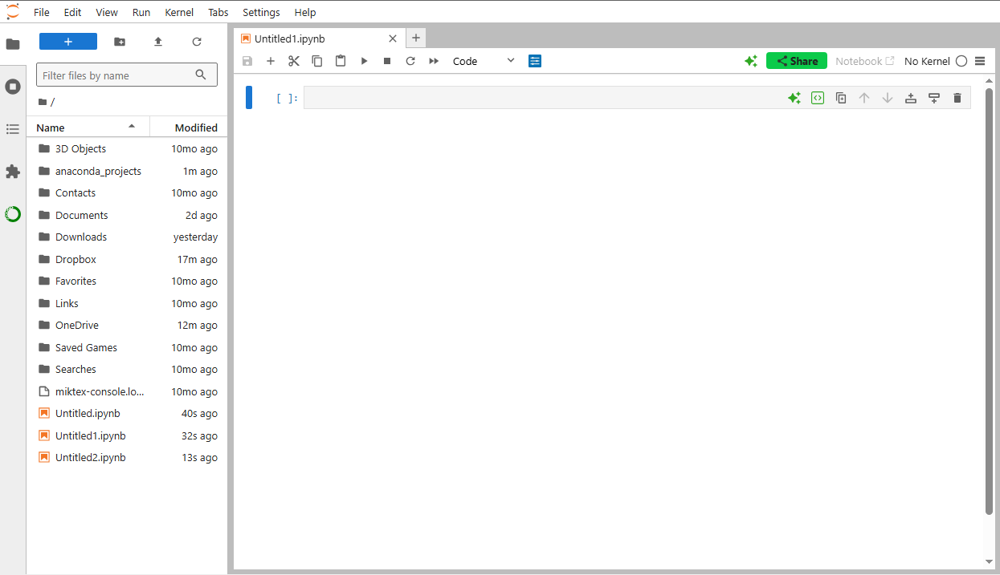 File Edit View Run Kernel Tabs Settings Help
Untitled1.ipynb
Code
Share
Notebook
No Kernel
Filter files by name
/
Name Modified
[ ]:
3D Objects 10mo ago
anaconda_projects 1m ago
Contacts 10mo ago
Documents 2d ago
Downloads yesterday
Dropbox 17m ago
Favorites 10mo ago
Links 10mo ago
OneDrive 12m ago
Saved Games 10mo ago
Searches 10mo ago
miktex-console.lo... 10mo ago
Untitled.ipynb 40s ago
Untitled1.ipynb 32s ago
Untitled2.ipynb 13s ago